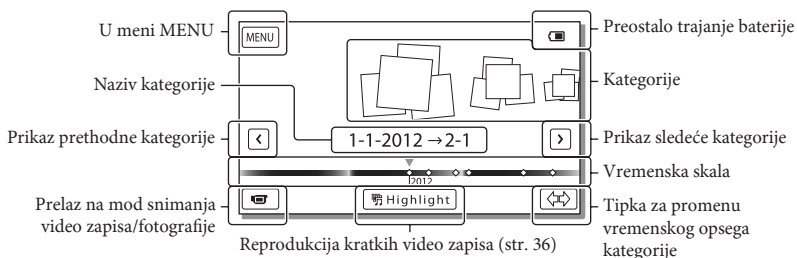 U meni MENU
MENU
Preostalo trajanje baterije
Naziv kategorije
Kategorije
Prikaz prethodne kategorije
1-1-2012 →2-1
Prikaz sledeće kategorije
Vremenska skala
2012
Prelaz na mod snimanja
video zapisa/fotografije
Highlight
Tipka za promenu
vremenskog opsega
kategorije
Reprodukcija kratkih video zapisa (str. 36)